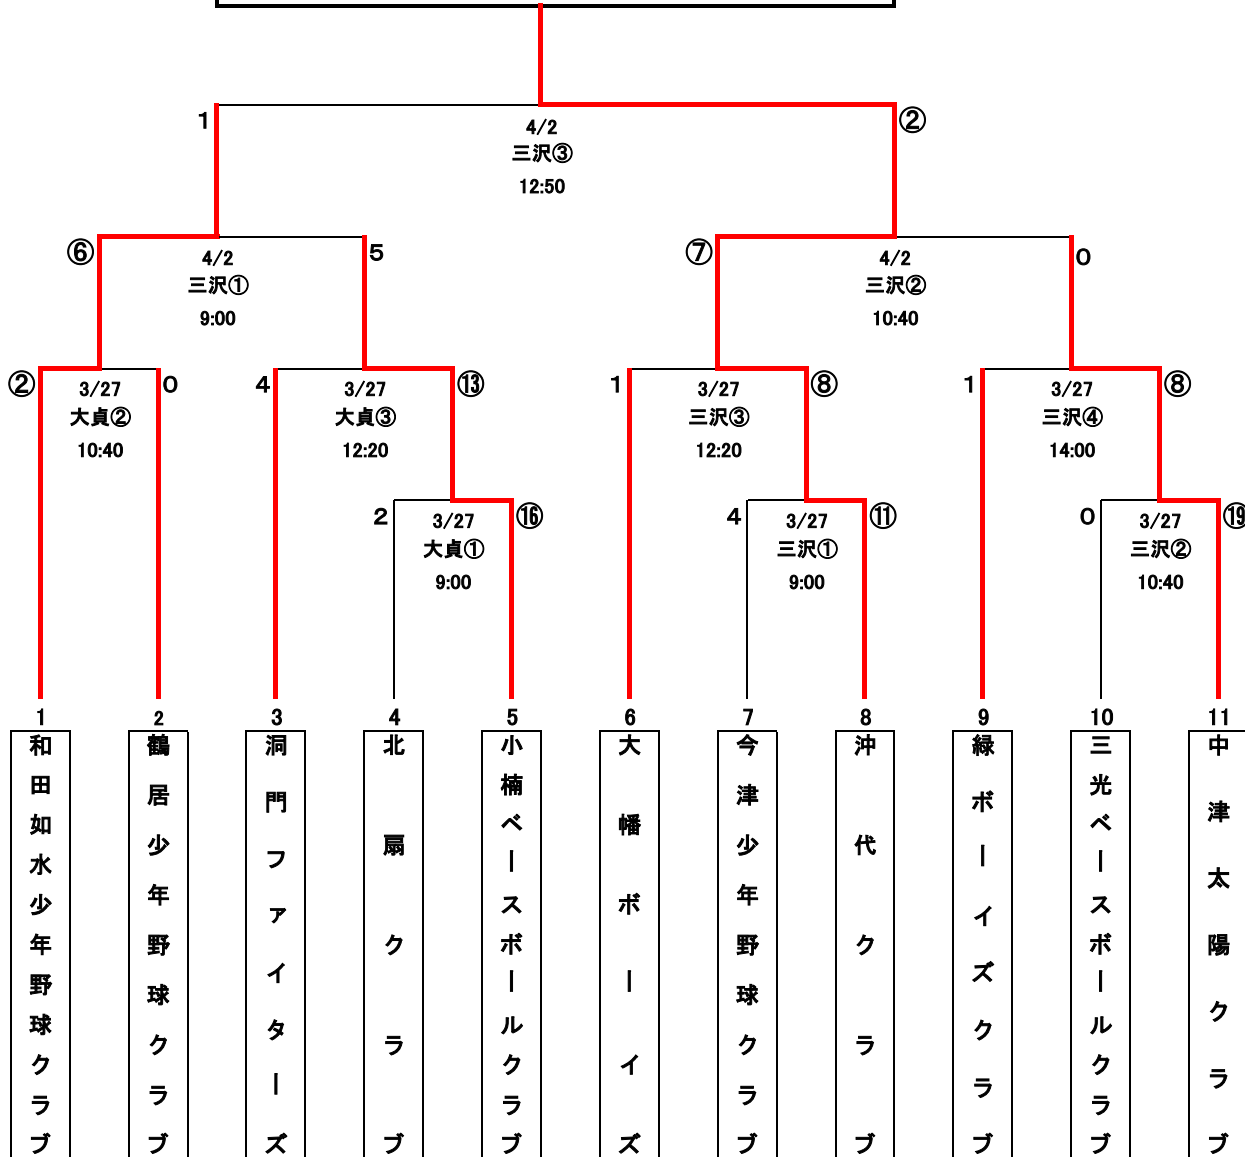 1
②
4/2
三沢③
12:50
⑥
5
4/2
三沢①
9:00
⑦
0
4/2
三沢②
10:40
②
0
3/27
大貞②
10:40
4
⑬
3/27
大貞③
12:20
1
⑧
3/27
三沢③
12:20
1
⑧
3/27
三沢④
14:00
2
⑯
3/27
大貞①
9:00
4
⑪
3/27
三沢①
9:00
0
⑲
3/27
三沢②
10:40
1
和田如水少年野球クラブ
2
鶴居少年野球クラブ
3
洞門ファイターズ
4
北扇クラブ
5
小楠ベースボールクラブ
6
大幡ボーイズ
7
今津少年野球クラブ
8
沖代クラブ
9
緑ボーイズクラブ
10
三光ベースボールクラブ
11
中津太陽クラブ